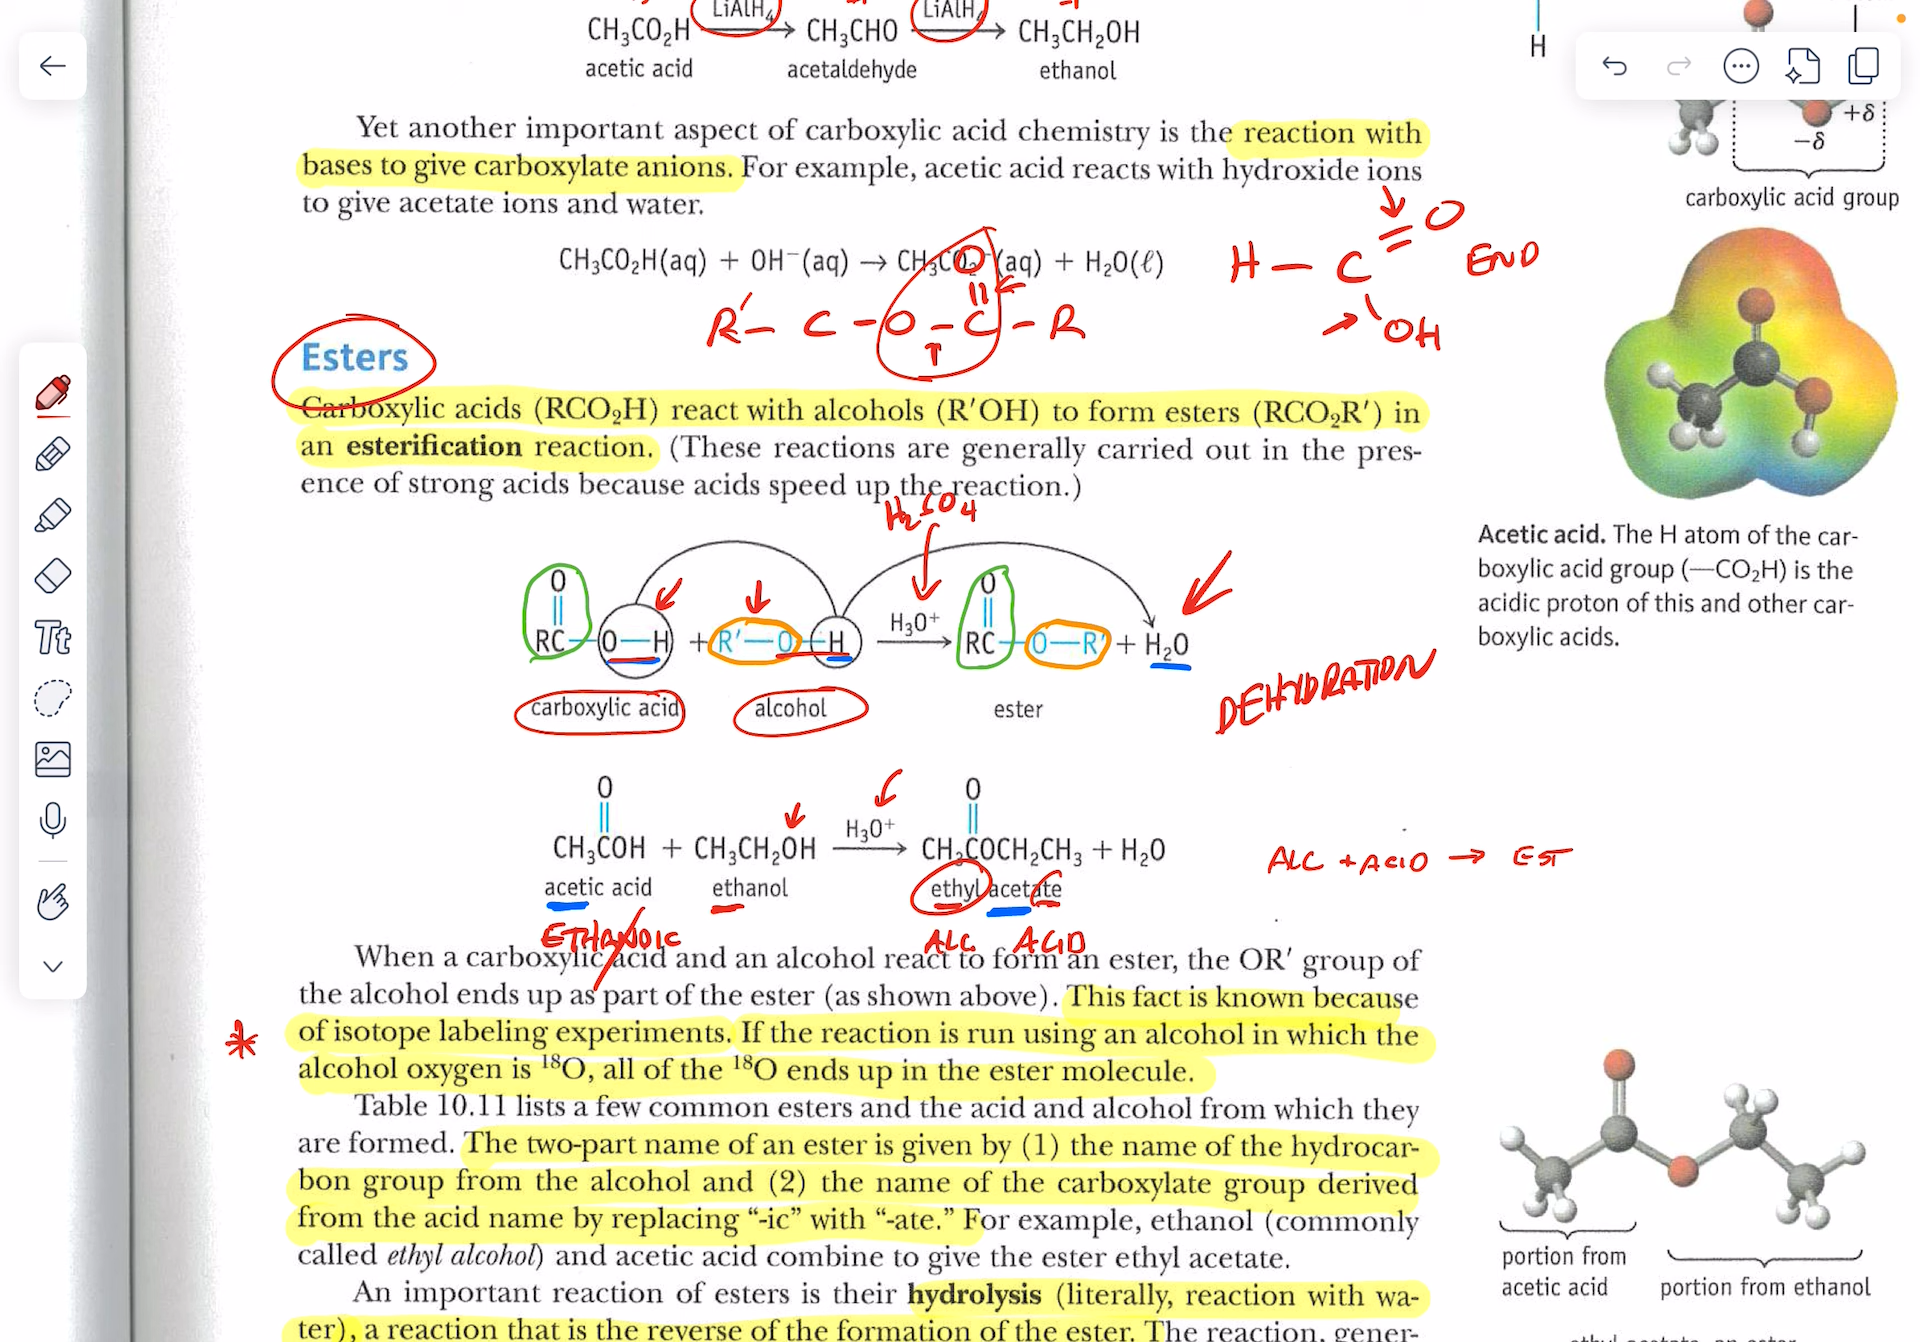 LiAlH₄ LiAlH₄
CH₃CO₂H → CH₃CHO → CH₃CH₂OH
acetic acid acetaldehyde ethanol
H
+δ
−δ
carboxylic acid group
Yet another important aspect of carboxylic acid chemistry is the reaction with
bases to give carboxylate anions. For example, acetic acid reacts with hydroxide ions
to give acetate ions and water.
CH₃CO₂H(aq) + OH⁻(aq) → CH₃CO₂⁻(aq) + H₂O(ℓ)
O
R′ — C — O — C — R
O
H — C END
OH
Esters
Carboxylic acids (RCO₂H) react with alcohols (R′OH) to form esters (RCO₂R′) in
an esterification reaction. (These reactions are generally carried out in the pres-
ence of strong acids because acids speed up the reaction.)
H₂SO₄
O O
RC—O—H + R′—O—H H₃O⁺→ RC—O—R′ + H₂O
carboxylic acid alcohol ester
DEHYDRATION
O O
CH₃COH + CH₃CH₂OH H₃O⁺→ CH₃COCH₂CH₃ + H₂O
acetic acid ethanol ethyl acetate
ALC + ACID → EST
ETHANOIC ALC ACID
When a carboxylic acid and an alcohol react to form an ester, the OR′ group of
the alcohol ends up as part of the ester (as shown above). This fact is known because
* of isotope labeling experiments. If the reaction is run using an alcohol in which the
alcohol oxygen is ¹⁸O, all of the ¹⁸O ends up in the ester molecule.
Table 10.11 lists a few common esters and the acid and alcohol from which they
are formed. The two-part name of an ester is given by (1) the name of the hydrocar-
bon group from the alcohol and (2) the name of the carboxylate group derived
from the acid name by replacing “-ic” with “-ate.” For example, ethanol (commonly
called ethyl alcohol) and acetic acid combine to give the ester ethyl acetate.
An important reaction of esters is their hydrolysis (literally, reaction with wa-
ter), a reaction that is the reverse of the formation of the ester. The reaction, gener-
Acetic acid. The H atom of the car-
boxylic acid group (—CO₂H) is the
acidic proton of this and other car-
boxylic acids.
portion from
acetic acid
portion from ethanol
Tt